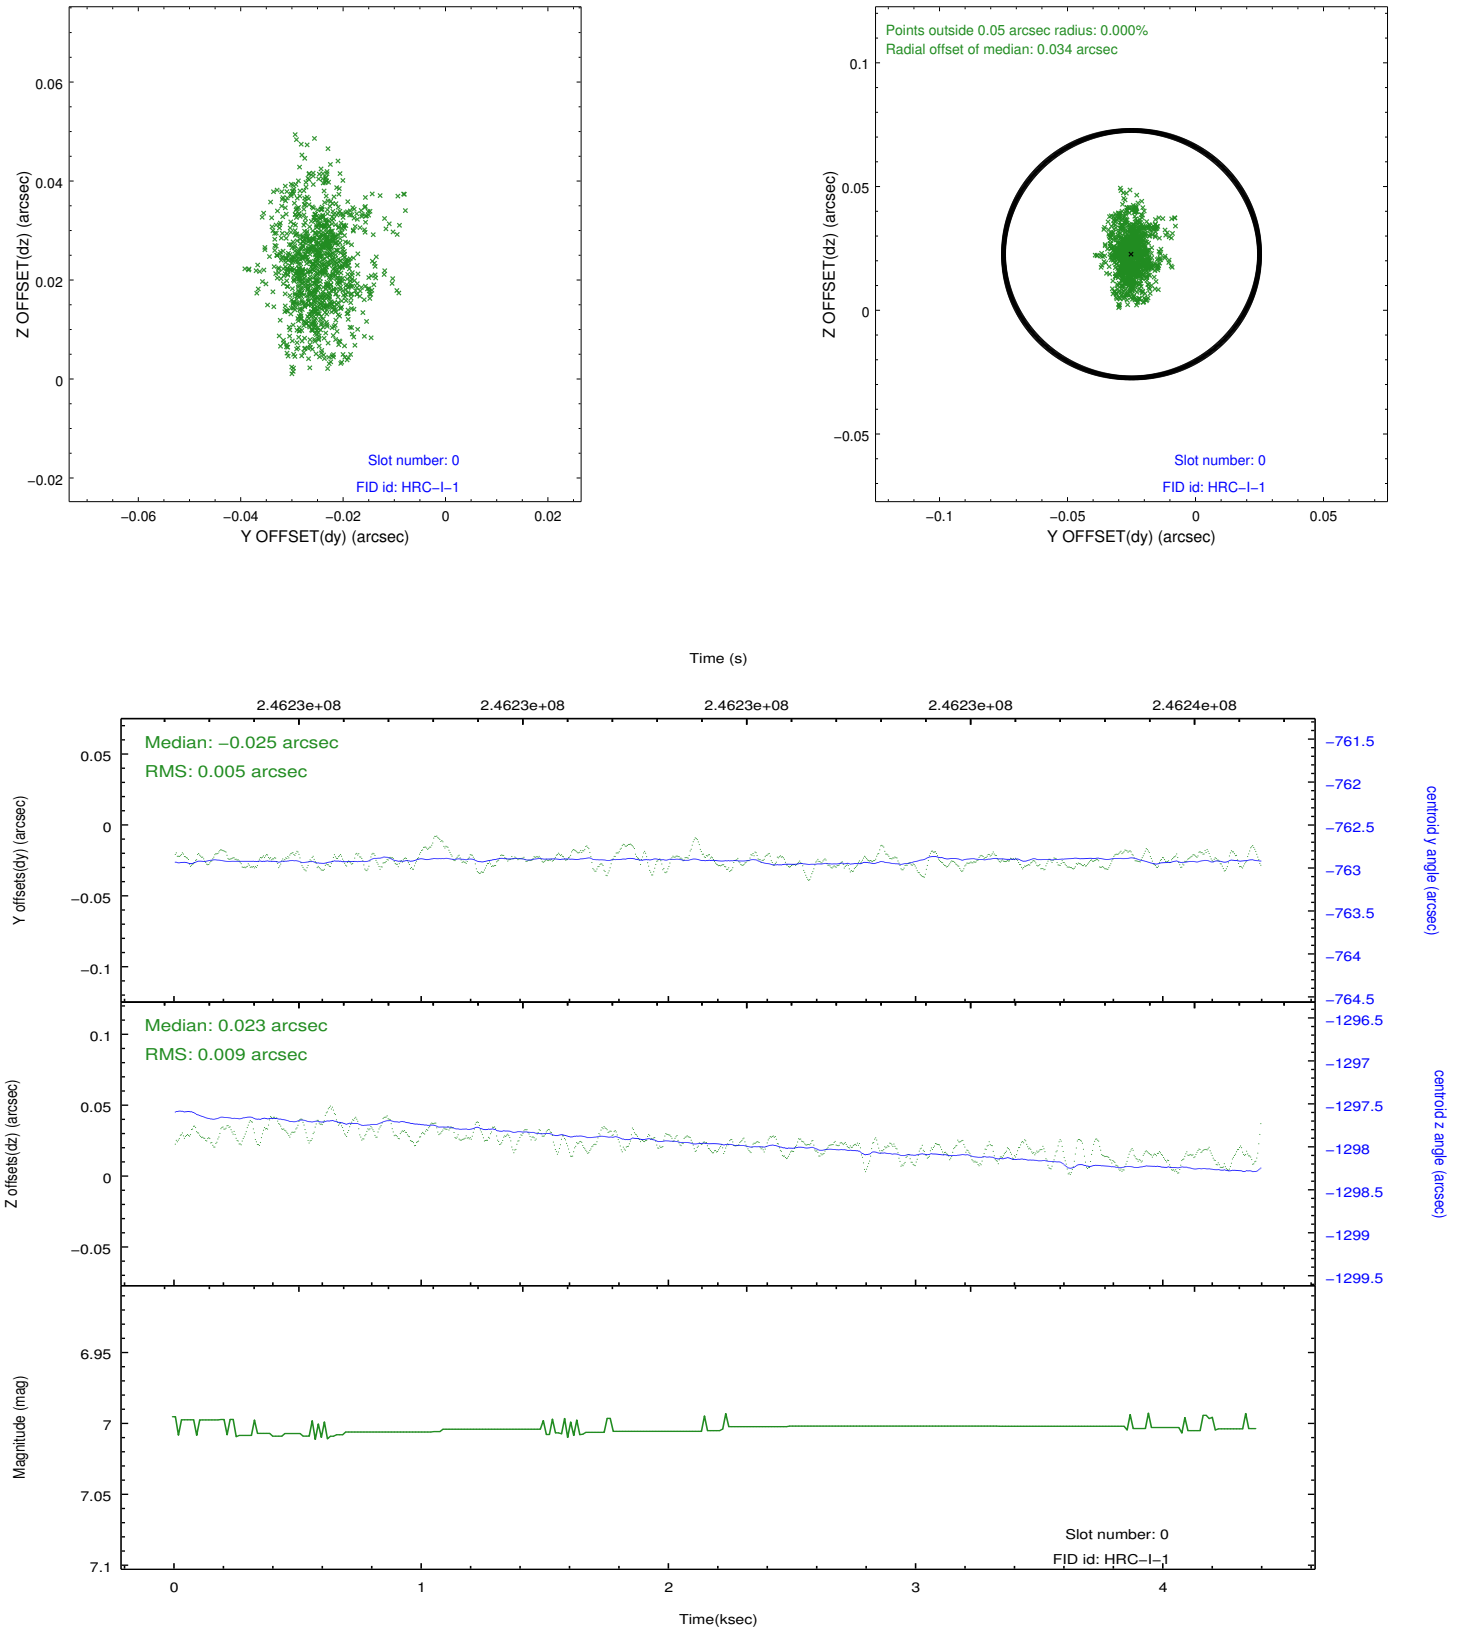 0.06
0.04
0.02
0
−0.02
Z OFFSET(dz) (arcsec)
Slot number: 0
FID id: HRC−I−1
−0.06 −0.04 −0.02 0 0.02
Y OFFSET(dy) (arcsec)
Points outside 0.05 arcsec radius: 0.000%
Radial offset of median: 0.034 arcsec
0.1
0.05
0
−0.05
Z OFFSET(dz) (arcsec)
Slot number: 0
FID id: HRC−I−1
−0.1 −0.05 0 0.05
Y OFFSET(dy) (arcsec)
Time (s)
2.4623e+08 2.4623e+08 2.4623e+08 2.4623e+08 2.4624e+08
Median: −0.025 arcsec
RMS: 0.005 arcsec
0.05
0
−0.05
−0.1
Y offsets(dy) (arcsec)
−761.5
−762
−762.5
−763
−763.5
−764
−764.5
centroid y angle (arcsec)
Median: 0.023 arcsec
RMS: 0.009 arcsec
0.1
0.05
0
−0.05
Z offsets(dz) (arcsec)
−1296.5
−1297
−1297.5
−1298
−1298.5
−1299
−1299.5
centroid z angle (arcsec)
6.95
7
7.05
7.1
Magnitude (mag)
Slot number: 0
FID id: HRC−I−1
0 1 2 3 4
Time(ksec)